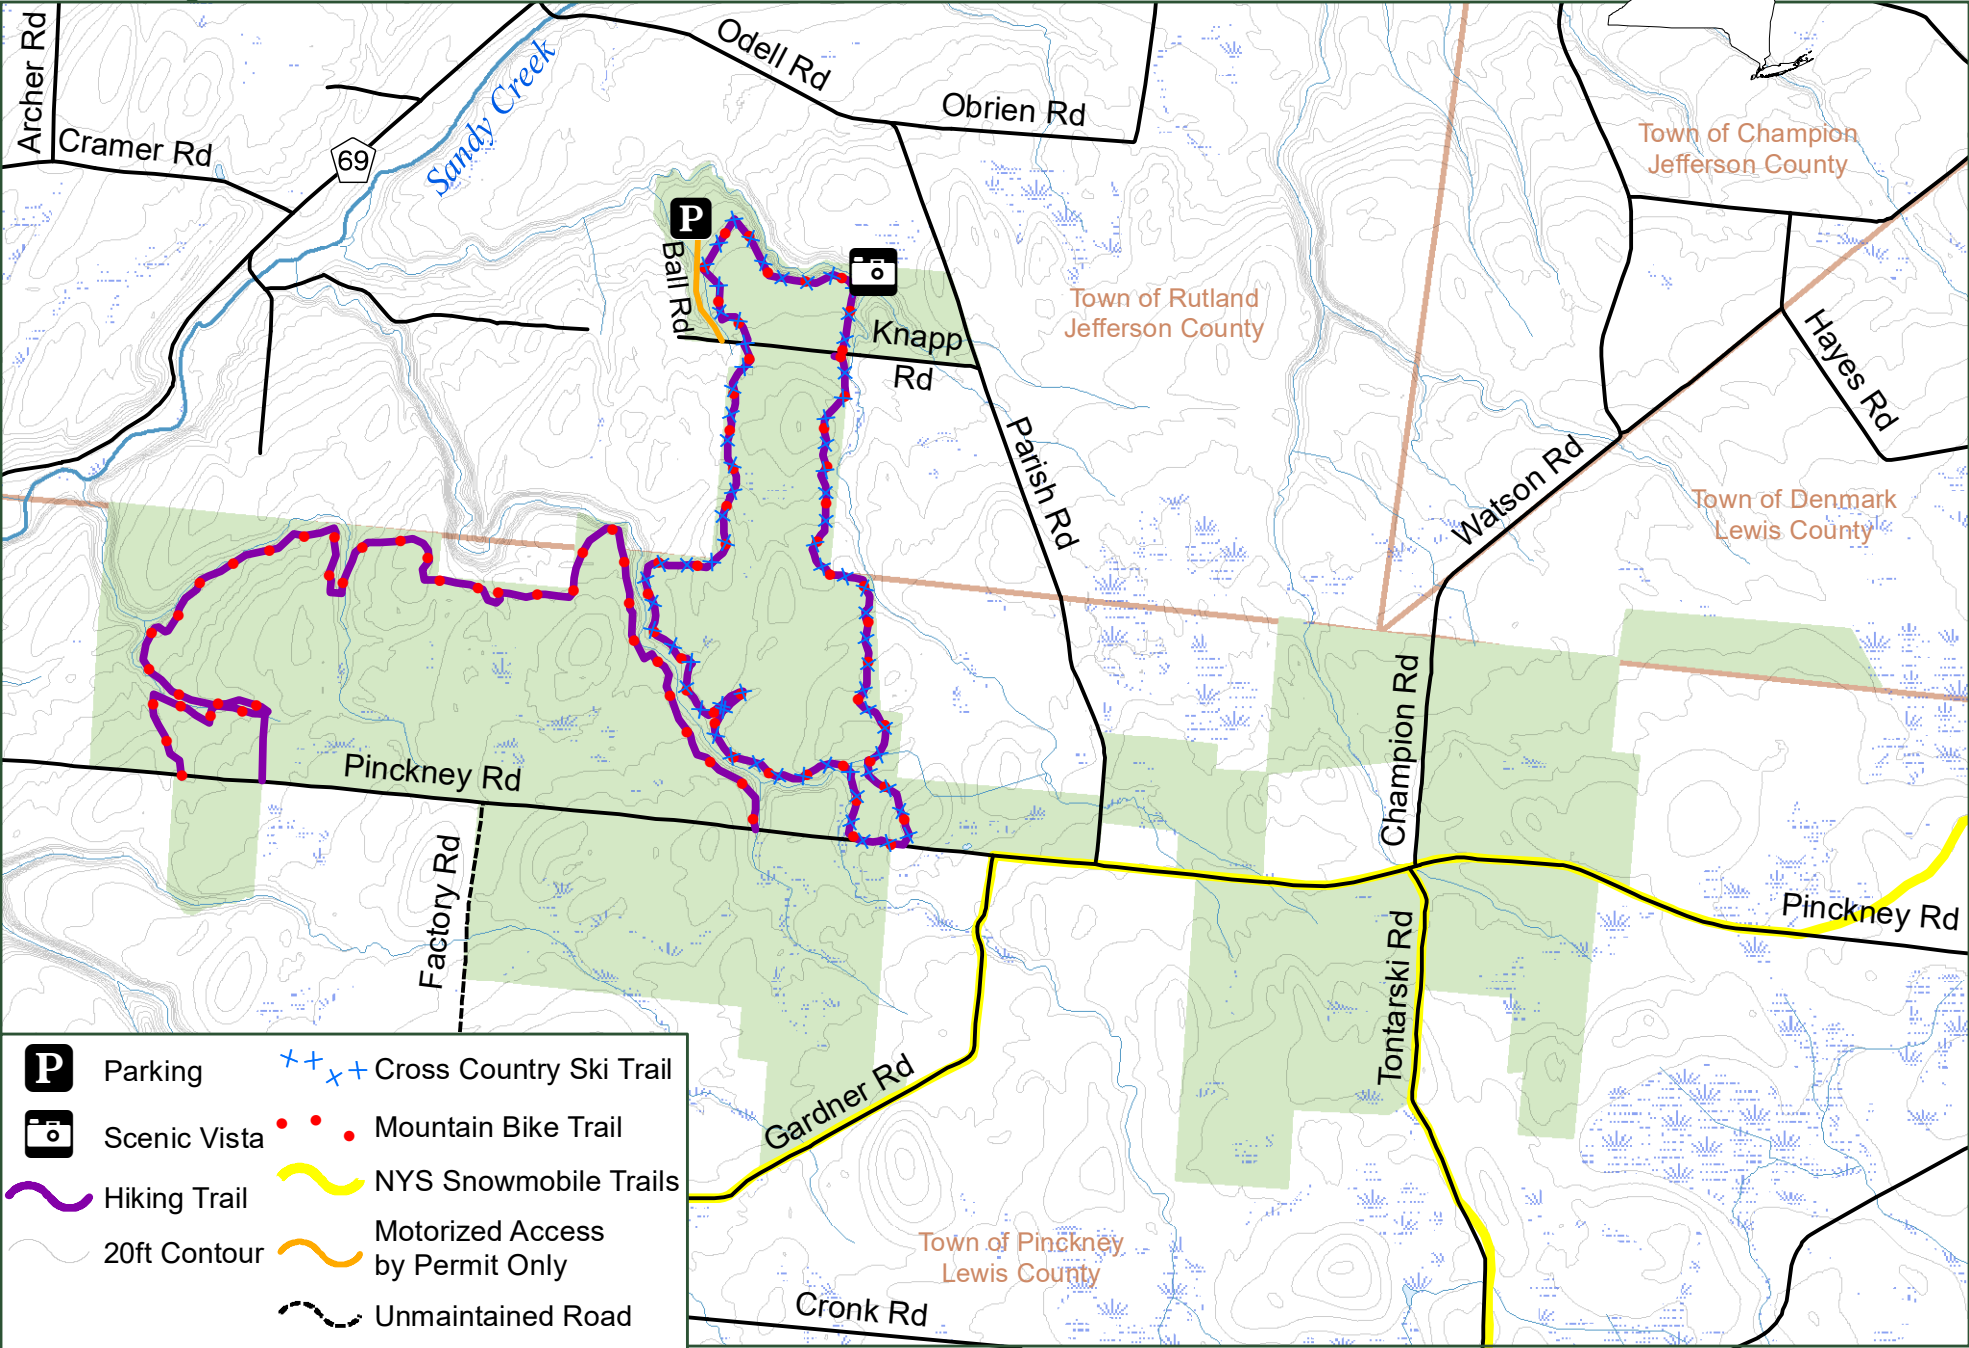 Archer Rd
Cramer Rd
69
Sandy Creek
Odell Rd
Obrien Rd
Town of Champion
Jefferson County
P
Ball Rd
Knapp
Rd
Town of Rutland
Jefferson County
Hayes Rd
Parish Rd
Watson Rd
Town of Denmark
Lewis County
Pinckney Rd
Champion Rd
Factory Rd
Pinckney Rd
Tontarski Rd
Gardner Rd
Town of Pinckney
Lewis County
Cronk Rd
P
Parking
Scenic Vista
Hiking Trail
20ft Contour
Cross Country Ski Trail
Mountain Bike Trail
NYS Snowmobile Trails
Motorized Access
by Permit Only
Unmaintained Road